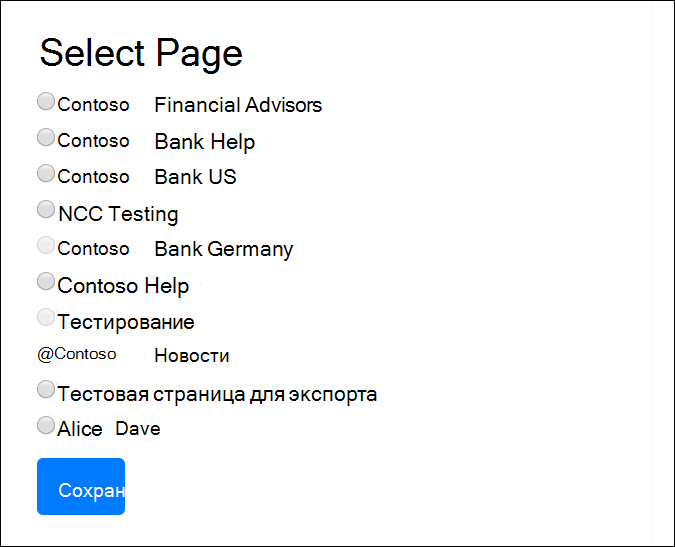 Select Page
Contoso Financial Advisors
Contoso Bank Help
Contoso Bank US
NCC Testing
Contoso Bank Germany
Contoso Help
Тестирование
@Contoso Новости
Тестовая страница для экспорта
Alice Dave
Сохран